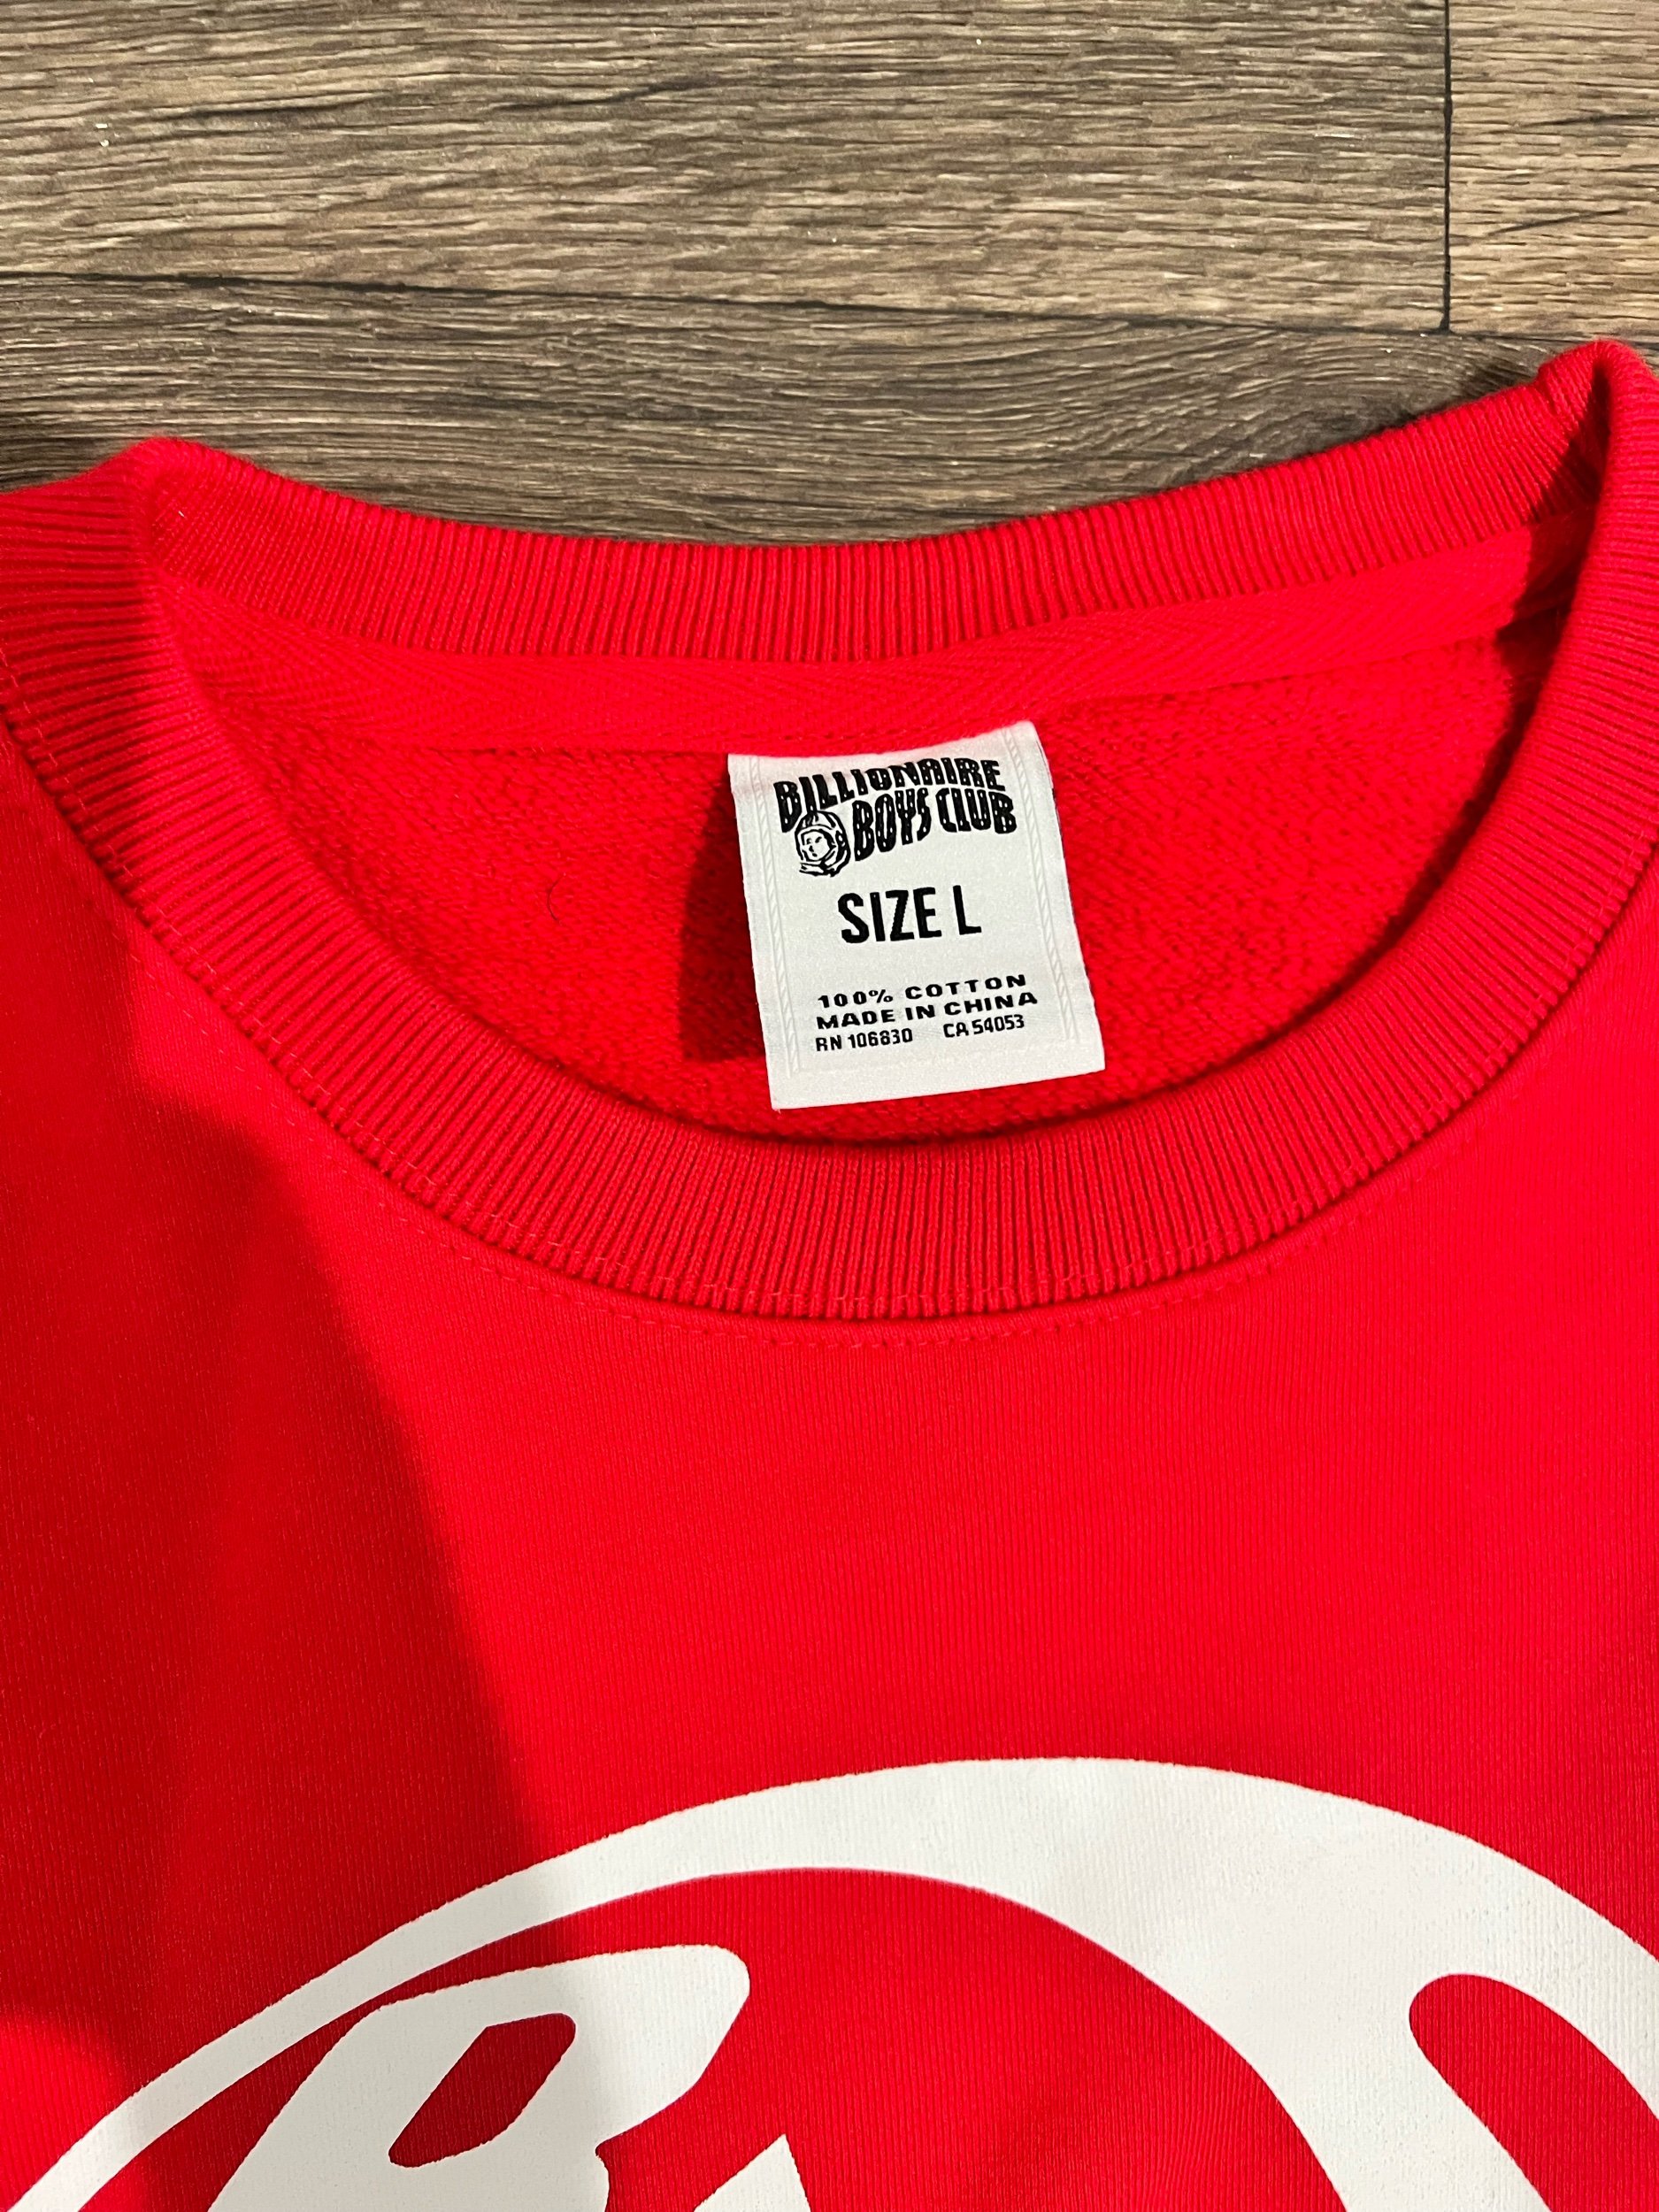 BILLIONAIRE
BOYS CLUB
SIZE L
100% COTTON
MADE IN CHINA
RN 106830 CA 54053